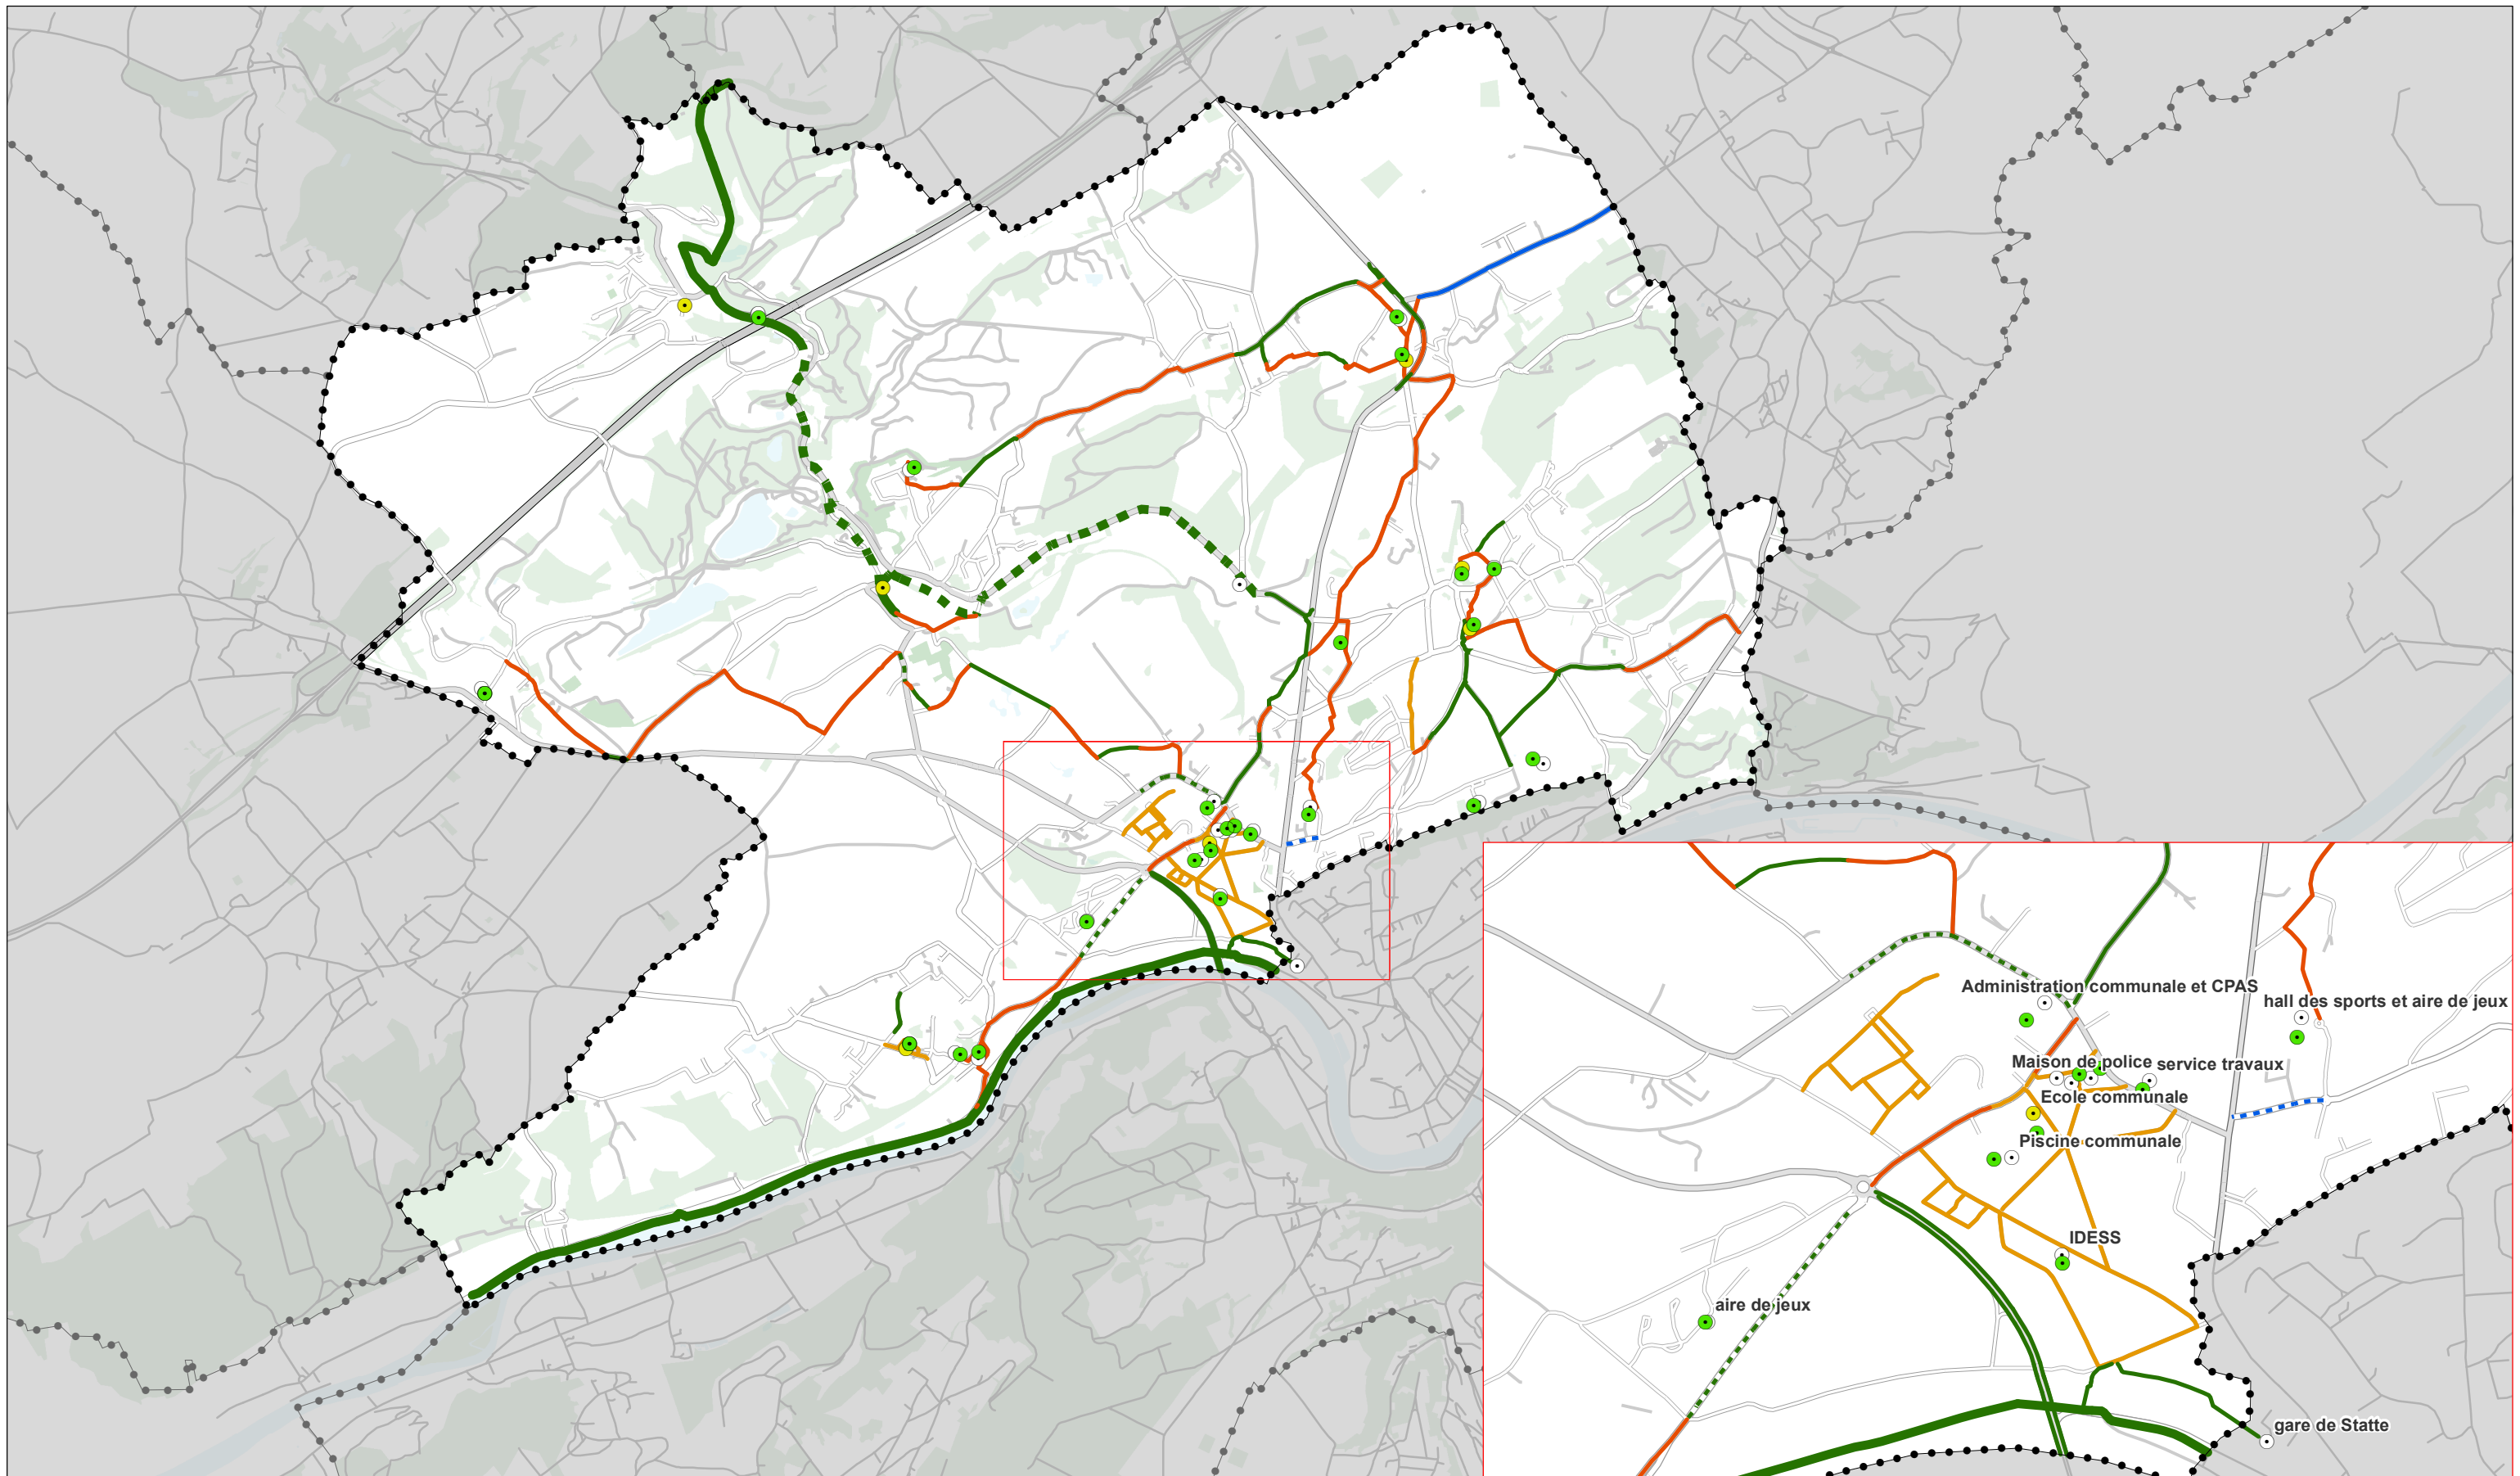 Administration communale et CPAS
hall des sports et aire de jeux
Maison de police
service travaux
Ecole communale
Piscine communale
IDESS
aire de jeux
gare de Statte